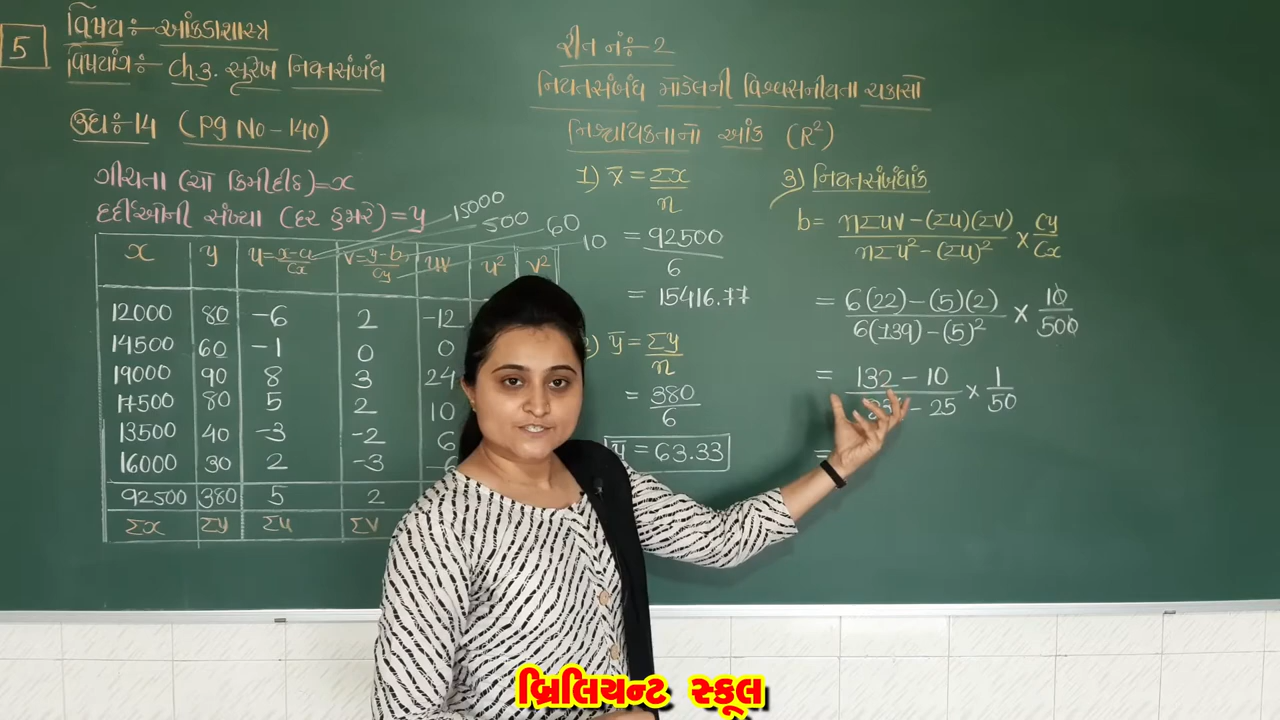 5
વિષય :- આંકડાશાસ્ત્ર
વિષયાંગ :- Ch.3. સુરેખ નિયતસંબંધ
ઉદા :- 14 (Pg No - 140)
ગીચતા (ચો કિમીદીઠ) = x
દર્દીઓની સંખ્યા (દર હજારે) = y
15000
500
60
10
x y u = x-a/Cx v = y-b/Cy uv u² v²
12000 80 -6 2 -12
14500 60 -1 0 0
19000 90 8 3 24
17500 80 5 2 10
13500 40 -3 -2 6
16000 30 2 -3 -6
92500 380 5 2
Σx Σy Σu Σv
રીત નં :- 2
નિયતસંબંધ મોડેલની વિશ્વસનીયતા ચકાસો
નિશ્ચાયકતાનો આંક (R²)
1) x̄ = Σx/n
= 92500/6
= 15416.77
2) ȳ = Σy/n
= 380/6
ȳ = 63.33
3) નિયતસંબંધાંક
b = nΣuv - (Σu)(Σv) / nΣu² - (Σu)² × Cy/Cx
= 6(22) - (5)(2) / 6(139) - (5)² × 10/500
= 132 - 10 / - 25 × 1/50
=
બ્રિલિયન્ટ સ્કૂલ